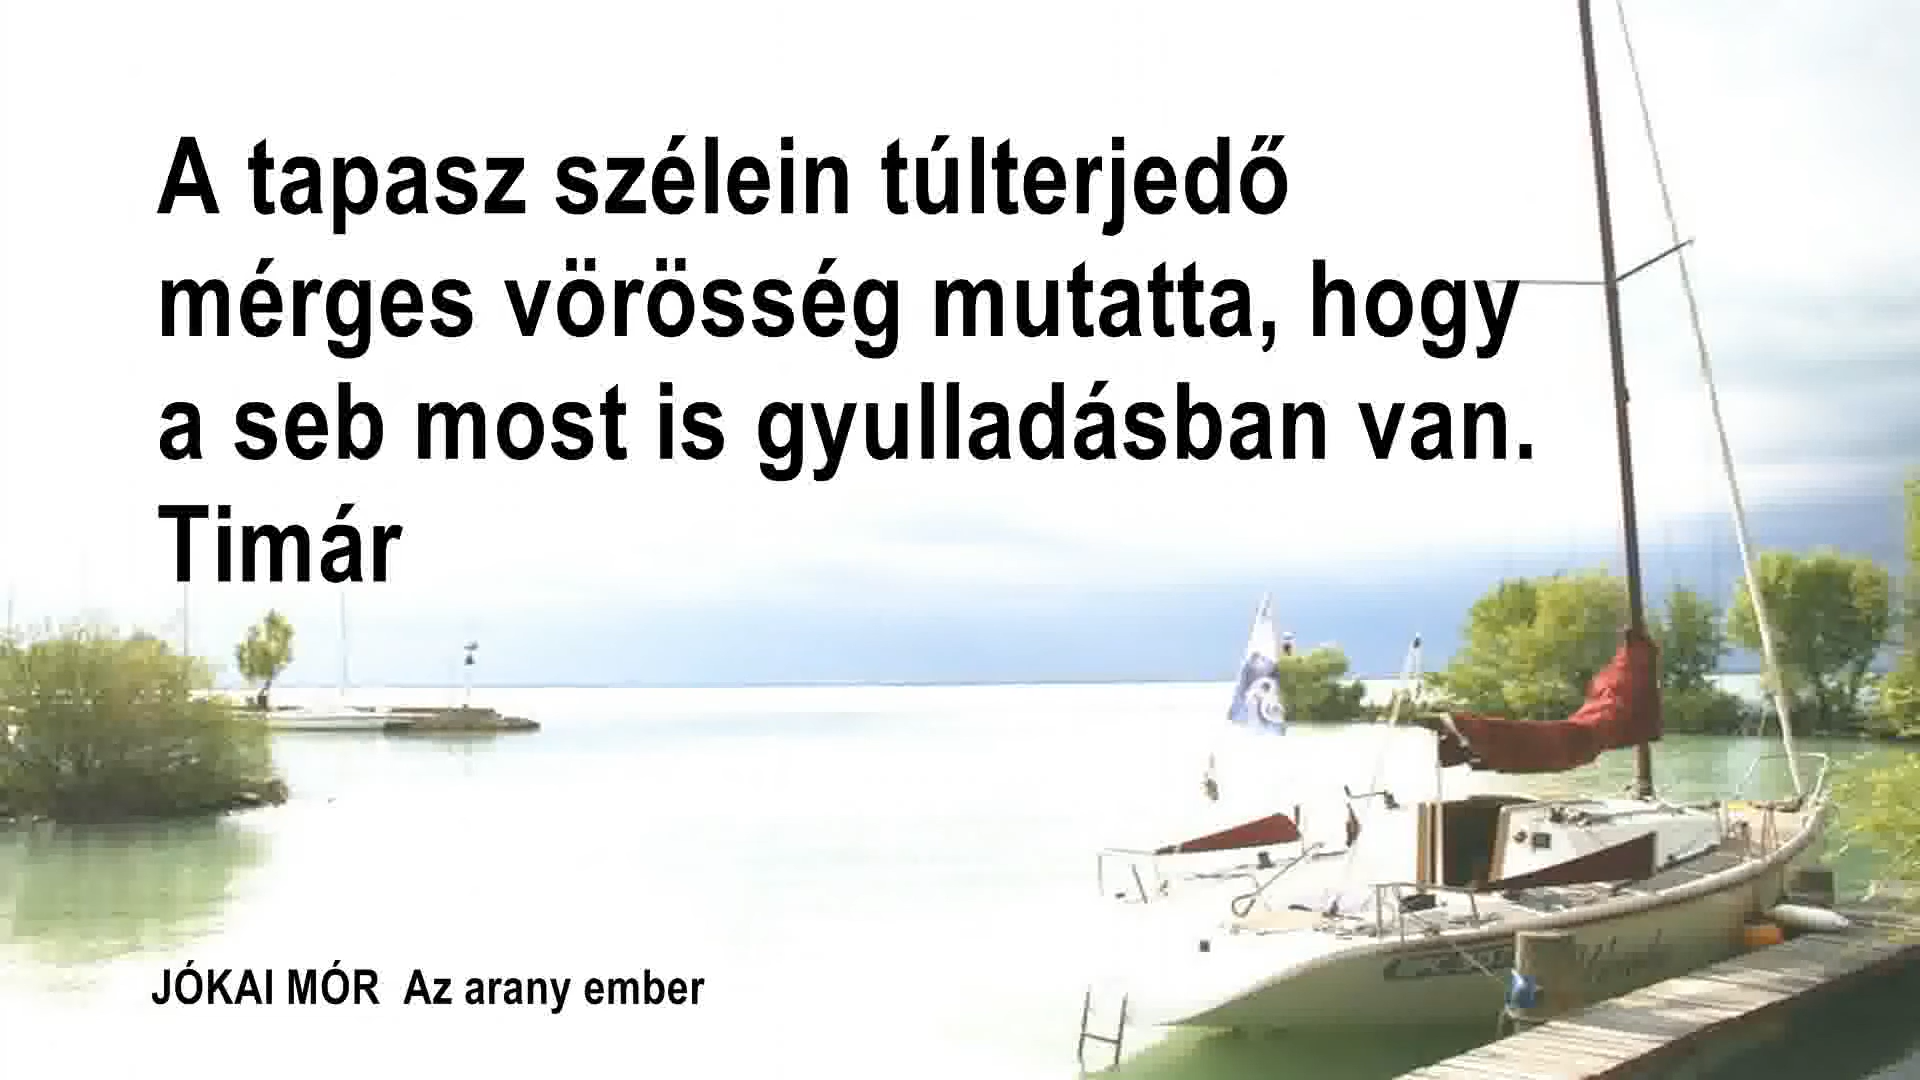 A tapasz szélein túlterjedő
mérges vörösség mutatta, hogy
a seb most is gyulladásban van.
Timár
JÓKAI MÓR  Az arany ember